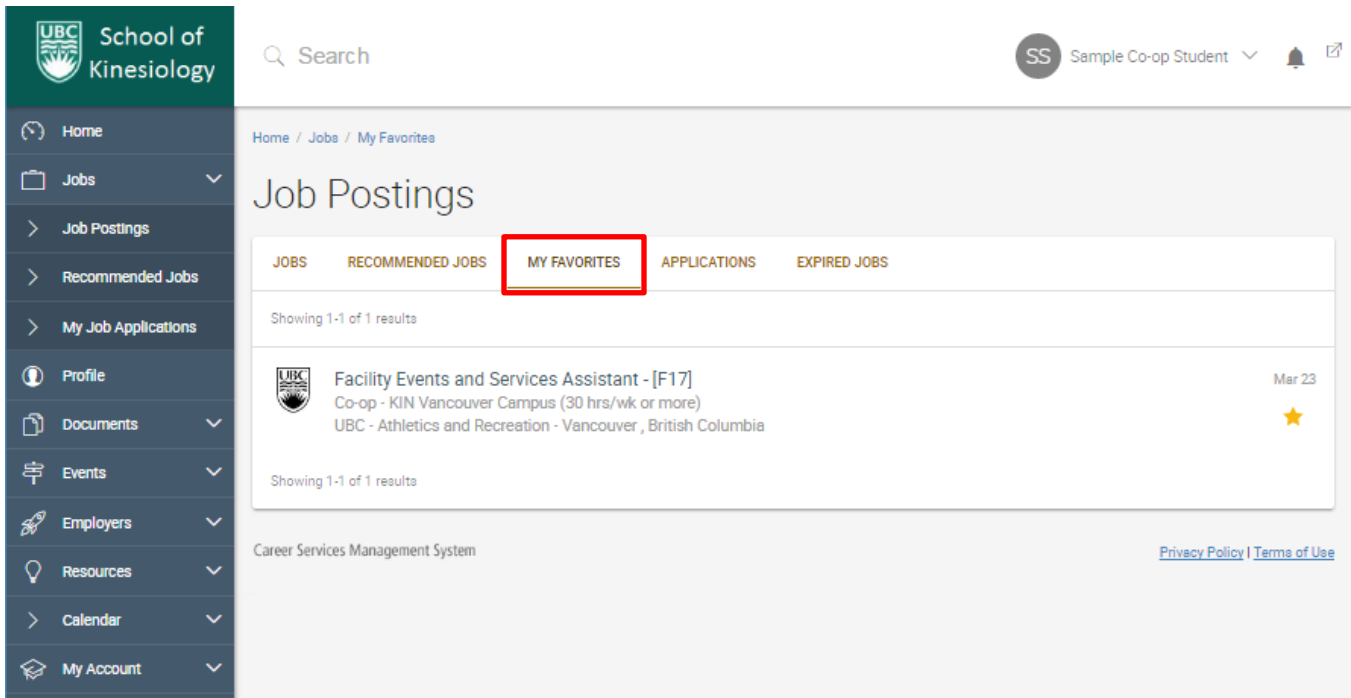 UBC
School of
Kinesiology
Search
SS Sample Co-op Student
Home
Jobs
Job Postings
Recommended Jobs
My Job Applications
Profile
Documents
Events
Employers
Resources
Calendar
My Account
Home / Jobs / My Favorites
Job Postings
JOBS RECOMMENDED JOBS MY FAVORITES APPLICATIONS EXPIRED JOBS
Showing 1-1 of 1 results
UBC
Facility Events and Services Assistant - [F17] Mar 23
Co-op - KIN Vancouver Campus (30 hrs/wk or more)
UBC - Athletics and Recreation - Vancouver , British Columbia
Showing 1-1 of 1 results
Career Services Management System Privacy Policy | Terms of Use